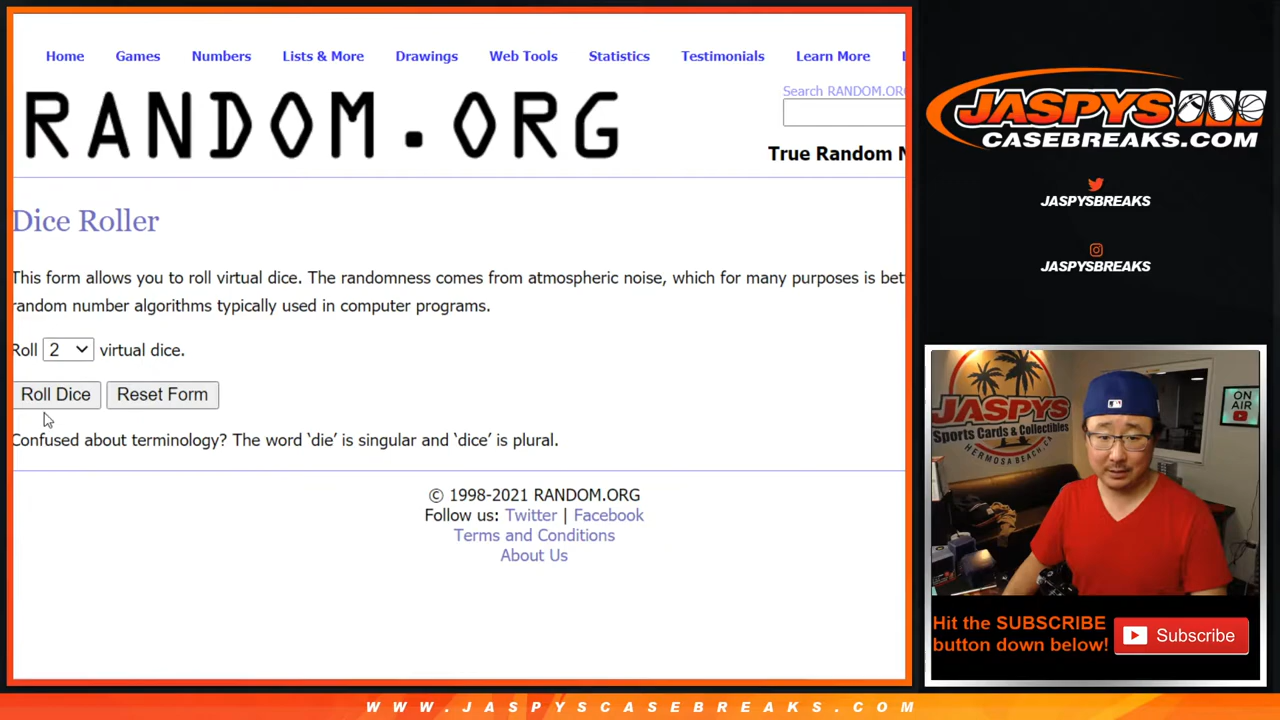 Home Games Numbers Lists & More Drawings Web Tools Statistics Testimonials Learn More
RANDOM.ORG
Search RANDOM.ORG
True Random
Dice Roller
This form allows you to roll virtual dice. The randomness comes from atmospheric noise, which for many purposes is
random number algorithms typically used in computer programs.
Roll 2 virtual dice.
Roll Dice Reset Form
Confused about terminology? The word ‘die’ is singular and ‘dice’ is plural.
© 1998-2021 RANDOM.ORG
Follow us: Twitter | Facebook
Terms and Conditions
About Us
JASPYS
CASEBREAKS.COM
JASPYSBREAKS
JASPYSBREAKS
JASPYS
Sports Cards & Collectibles
HERMOSA BEACH, CA
ON AIR
Hit the SUBSCRIBE
button down below!
Subscribe
WWW.JASPYSCASEBREAKS.COM